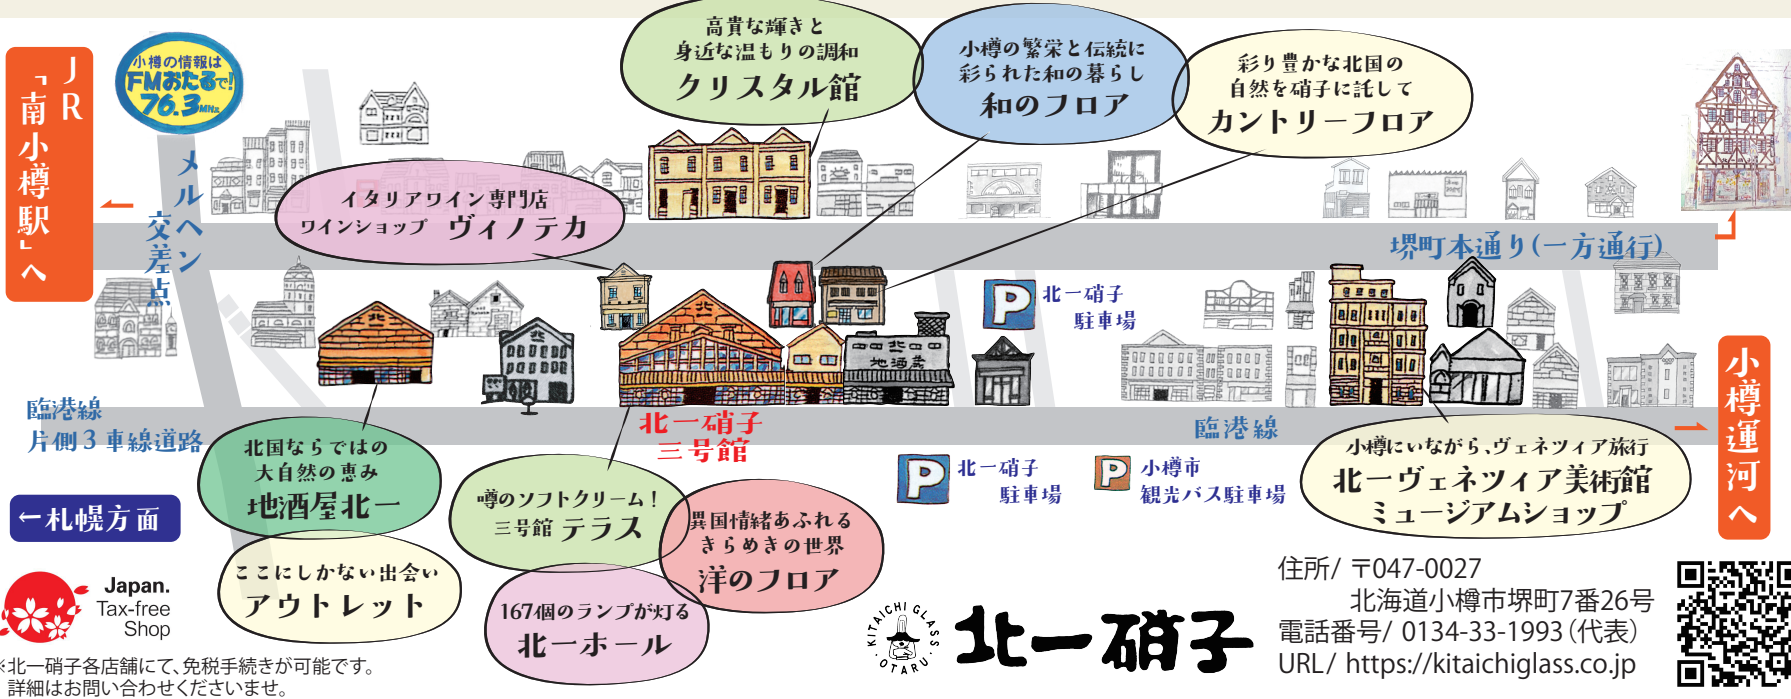 JR
「南小樽駅」へ
小樽の情報は
FMおたるで!
76.3MHz
メルヘン
交差点
高貴な輝きと
身近な温もりの調和
クリスタル館
小樽の繁栄と伝統に
彩られた和の暮らし
和のフロア
彩り豊かな北国の
自然を硝子に託して
カントリーフロア
イタリアワイン専門店
ワインショップ ヴィノテカ
堺町本通り(一方通行)
P 北一硝子
駐車場
臨港線
片側3車線道路
北一硝子
三号館
臨港線
小樽運河へ
北国ならではの
大自然の恵み
地酒屋北一
噂のソフトクリーム!
三号館 テラス
異国情緒あふれる
きらめきの世界
洋のフロア
P 北一硝子
駐車場
P 小樽市
観光バス駐車場
小樽にいながら、ヴェネツィア旅行
北一ヴェネツィア美術館
ミュージアムショップ
←札幌方面
ここにしかない出会い
アウトレット
167個のランプが灯る
北一ホール
Japan.
Tax-free
Shop
※北一硝子各店舗にて、免税手続きが可能です。
詳細はお問い合わせくださいませ。
KITAICHI GLASS
OTARU
北一硝子
住所/ 〒047-0027
北海道小樽市堺町7番26号
電話番号/ 0134-33-1993(代表)
URL/ https://kitaichiglass.co.jp